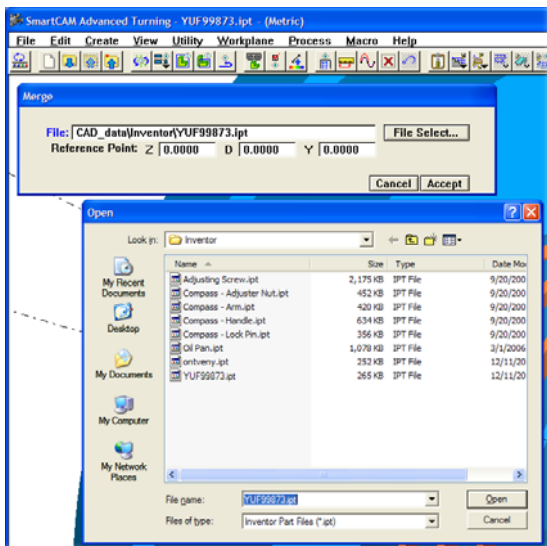 SmartCAM Advanced Turning - YUF99873.ipt - (Metric)
File Edit Create View Utility Workplane Process Macro Help
Merge
File: CAD_data\Inventor\YUF99873.ipt File Select...
Reference Point: Z 0.0000 D 0.0000 Y 0.0000
Cancel Accept
Open
Look in: Inventor
Name Size Type Date Mo
Adjusting Screw.ipt 2,175 KB IPT File 9/20/200
Compass - Adjuster Nut.ipt 452 KB IPT File 9/20/200
Compass - Arm.ipt 420 KB IPT File 9/20/200
Compass - Handle.ipt 634 KB IPT File 9/20/200
Compass - Lock Pin.ipt 356 KB IPT File 9/20/200
Oil Pan.ipt 1,078 KB IPT File 3/1/2006
ontveny.ipt 252 KB IPT File 12/11/20
YUF99873.ipt 265 KB IPT File 12/11/20
My Recent Documents
Desktop
My Documents
My Computer
My Network Places
File name: YUF99873.ipt Open
Files of type: Inventor Part Files (*.ipt) Cancel